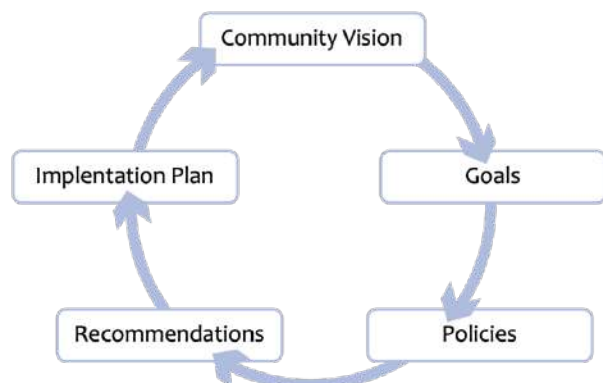 Community Vision
Goals
Policies
Recommendations
Implentation Plan